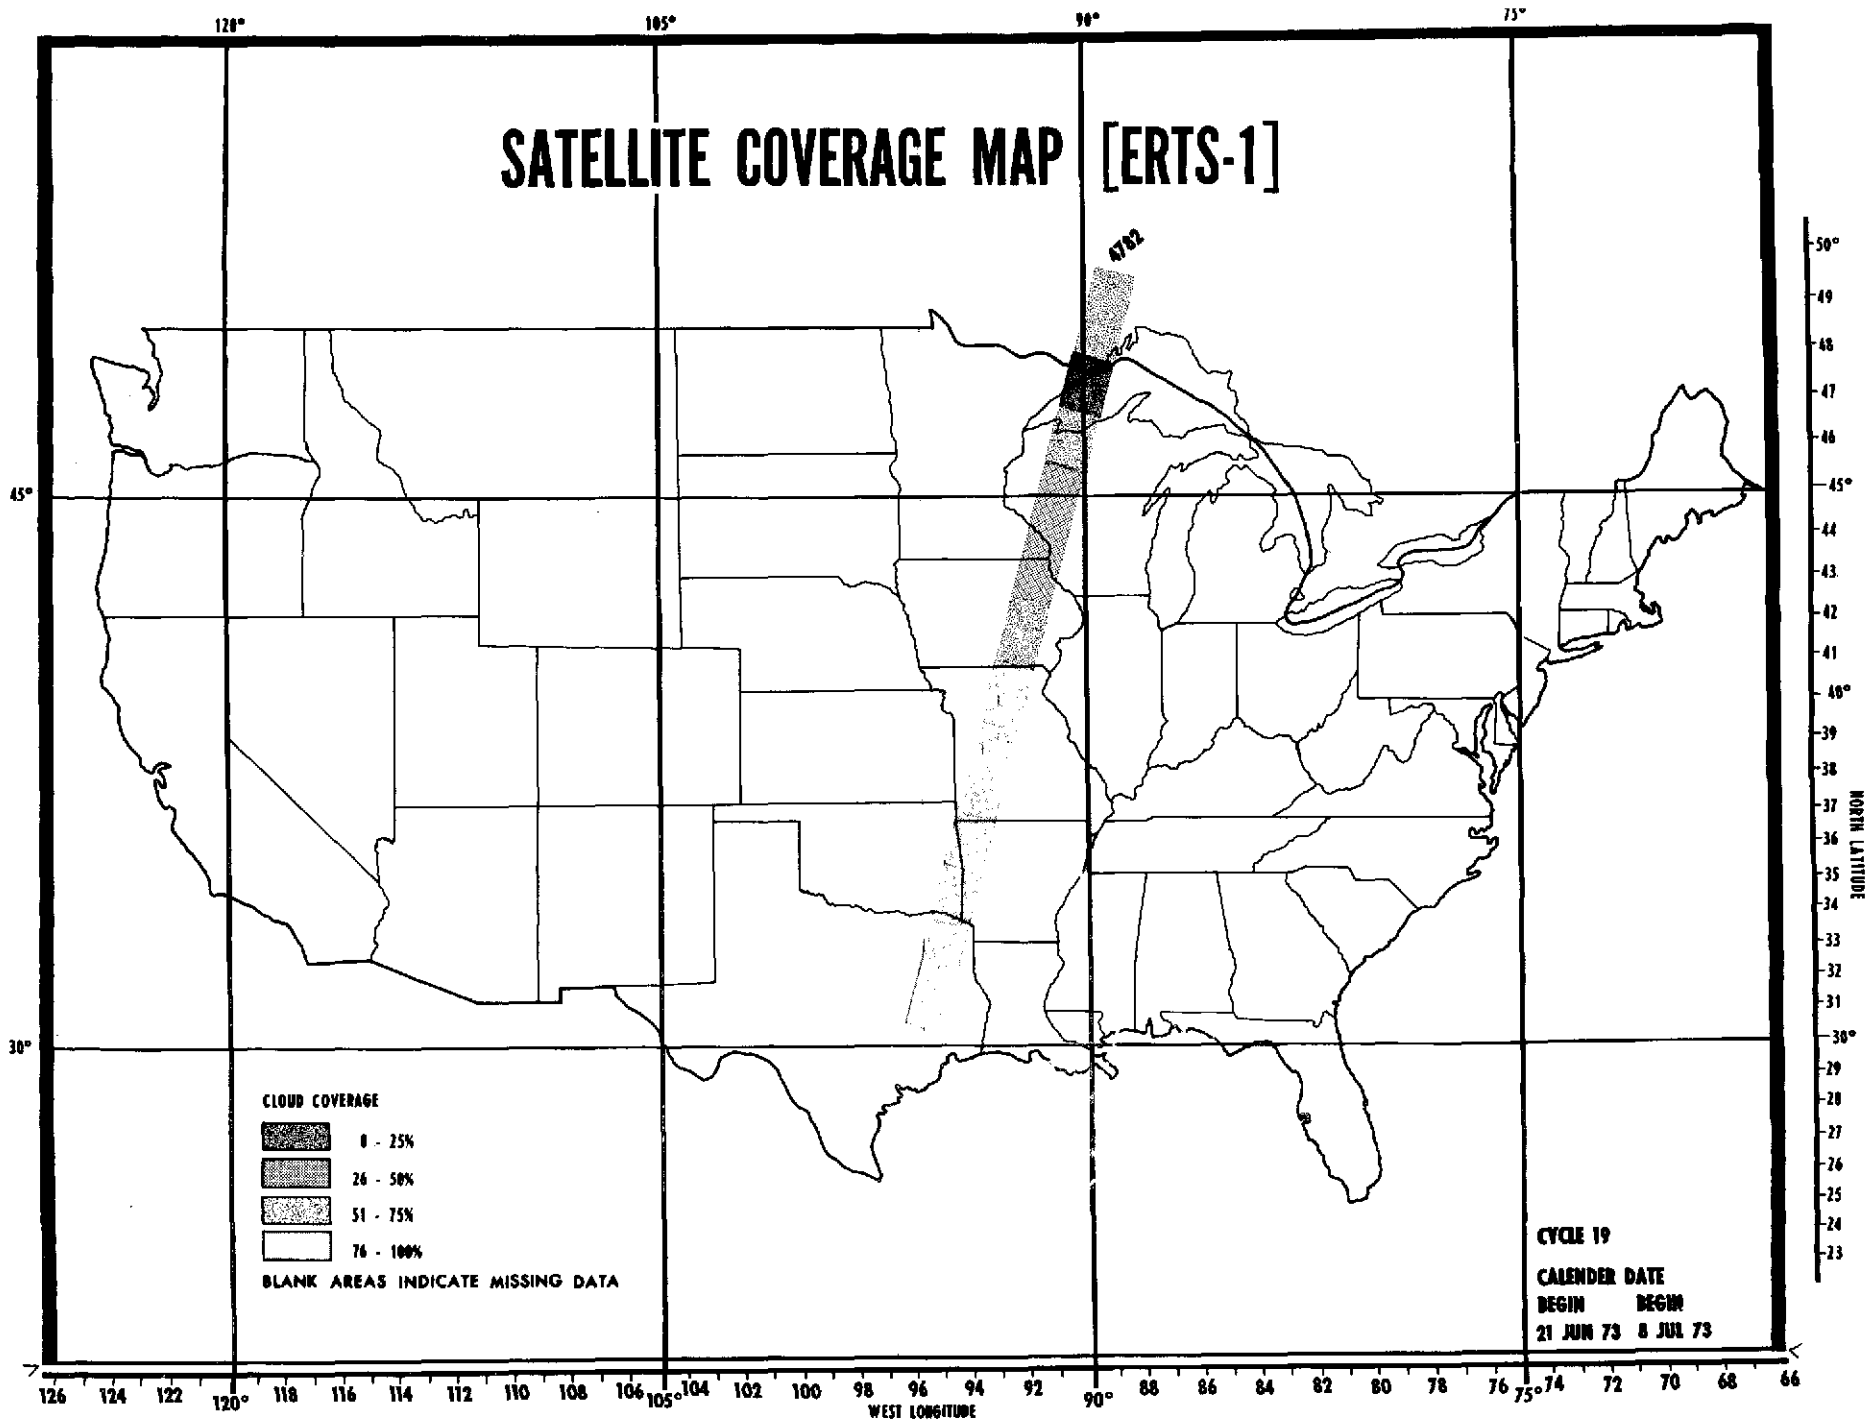 120° 105° 90° 75°
SATELLITE COVERAGE MAP [ERTS-1]
4782
50°
49
48
47
46
45° 45°
44
43
42
41
40°
39
38
37
36
35
34
33
32
31
30° 30°
29
28
27
26
25
24
23
NORTH LATITUDE
CLOUD COVERAGE
0 - 25%
26 - 50%
51 - 75%
76 - 100%
BLANK AREAS INDICATE MISSING DATA
CYCLE 19
CALENDER DATE
BEGIN BEGIN
21 JUN 73 8 JUL 73
126 124 122 120° 118 116 114 112 110 108 106 105° 104 102 100 98 96 94 92 90° 88 86 84 82 80 78 76 75° 74 72 70 68 66
WEST LONGITUDE